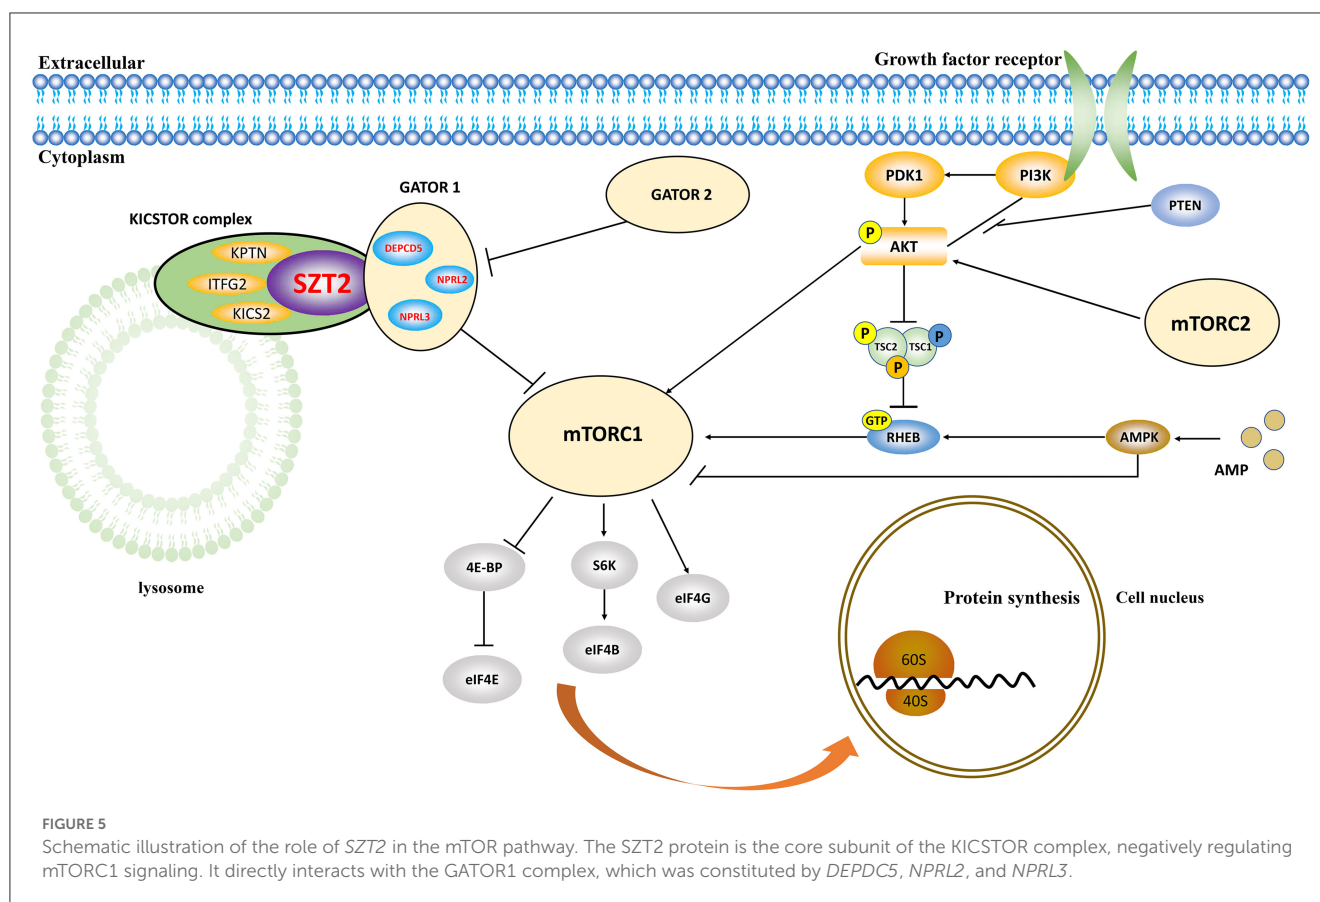 Extracellular
Growth factor receptor
Cytoplasm
PDK1
PI3K
GATOR 1
GATOR 2
PTEN
KICSTOR complex
P
AKT
DEPCD5
KPTN
SZT2
NPRL2
ITFG2
KICS2
NPRL3
mTORC2
P
P
TSC2
TSC1
P
GTP
mTORC1
RHEB
AMPK
AMP
4E-BP
S6K
lysosome
eIF4G
Protein synthesis
Cell nucleus
eIF4B
60S
eIF4E
40S
FIGURE 5
Schematic illustration of the role of SZT2 in the mTOR pathway. The SZT2 protein is the core subunit of the KICSTOR complex, negatively regulating
mTORC1 signaling. It directly interacts with the GATOR1 complex, which was constituted by DEPDC5, NPRL2, and NPRL3.